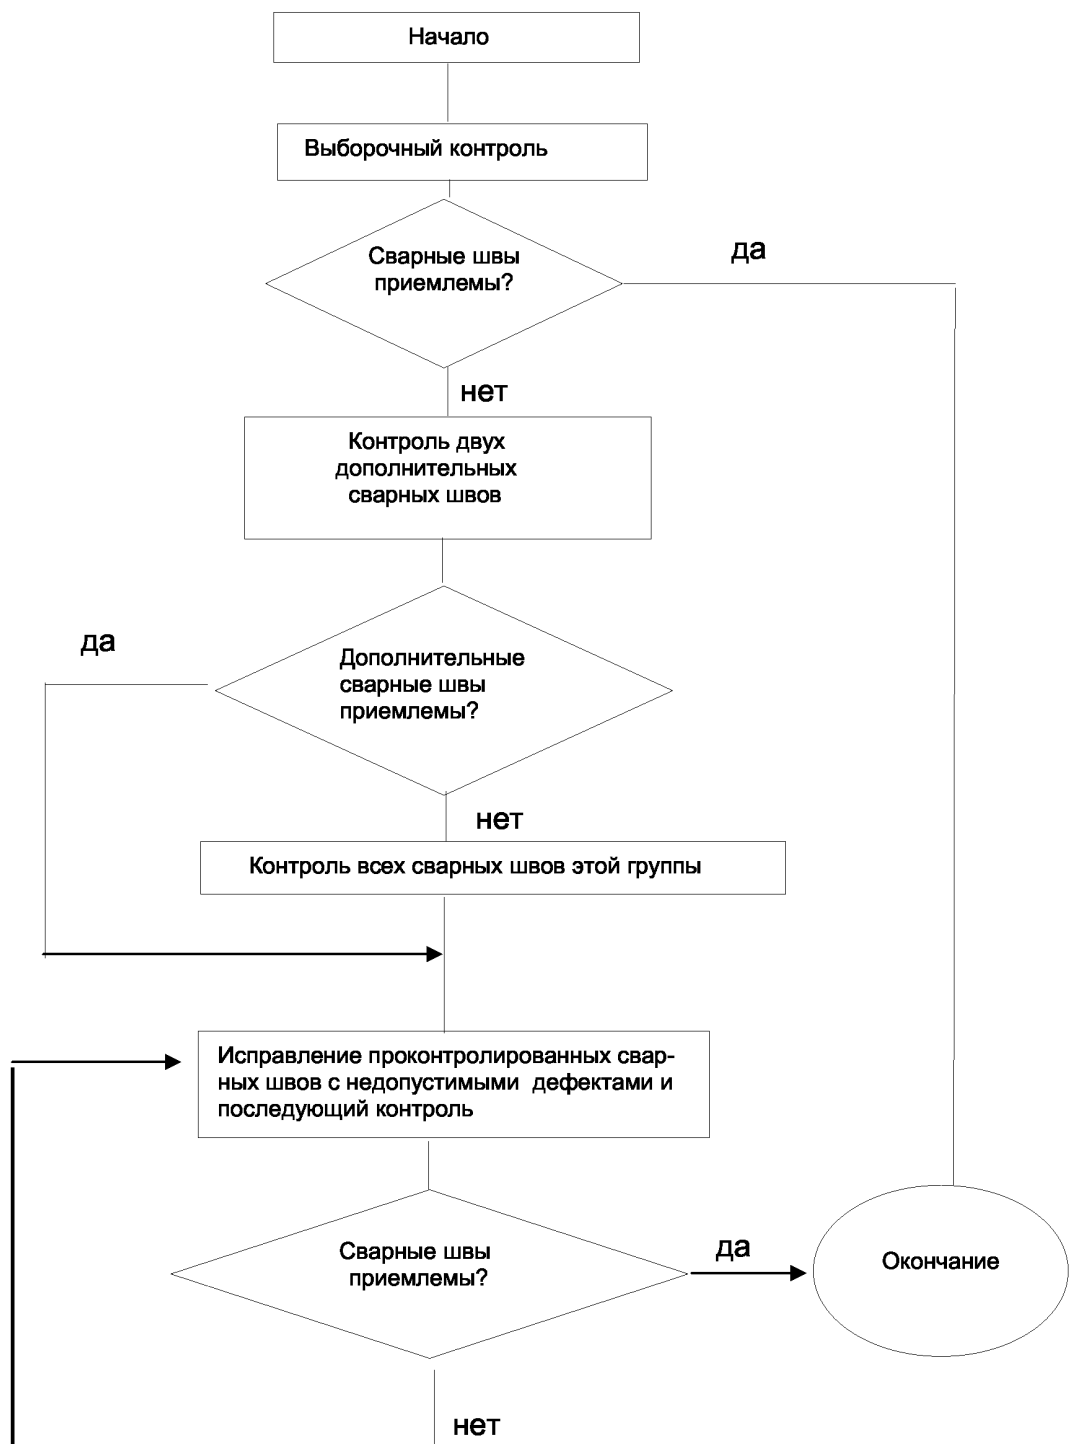 Начало
Выборочный контроль
Сварные швы
приемлемы?
да
нет
Контроль двух
дополнительных
сварных швов
да
Дополнительные
сварные швы
приемлемы?
нет
Контроль всех сварных швов этой группы
Исправление проконтролированных свар-
ных швов с недопустимыми дефектами и
последующий контроль
Сварные швы
приемлемы?
да
Окончание
нет